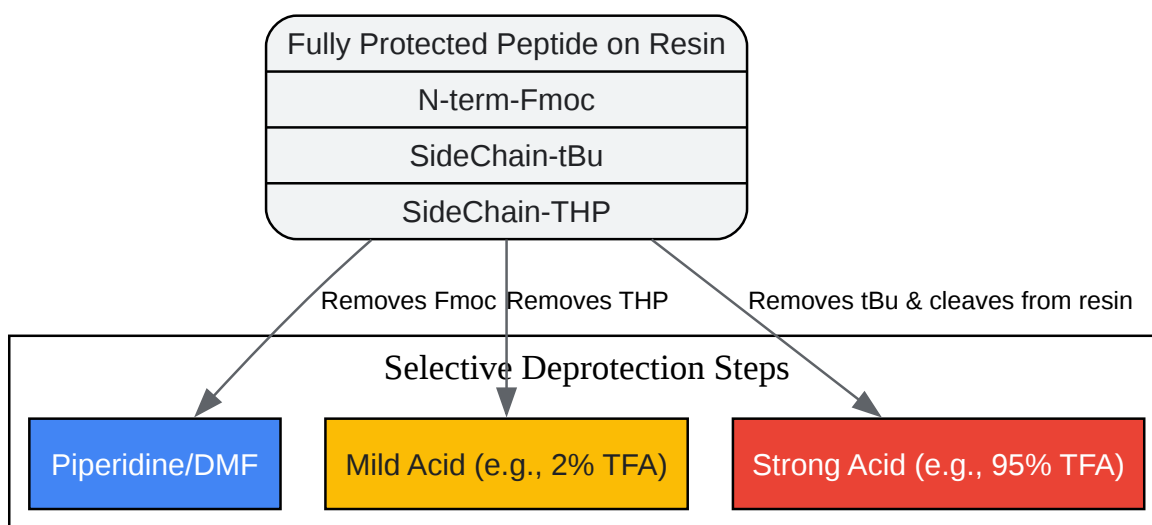 Fully Protected Peptide on Resin
N-term-Fmoc
SideChain-tBu
SideChain-THP
Removes Fmoc
Removes THP
Removes tBu & cleaves from resin
Selective Deprotection Steps
Piperidine/DMF
Mild Acid (e.g., 2% TFA)
Strong Acid (e.g., 95% TFA)